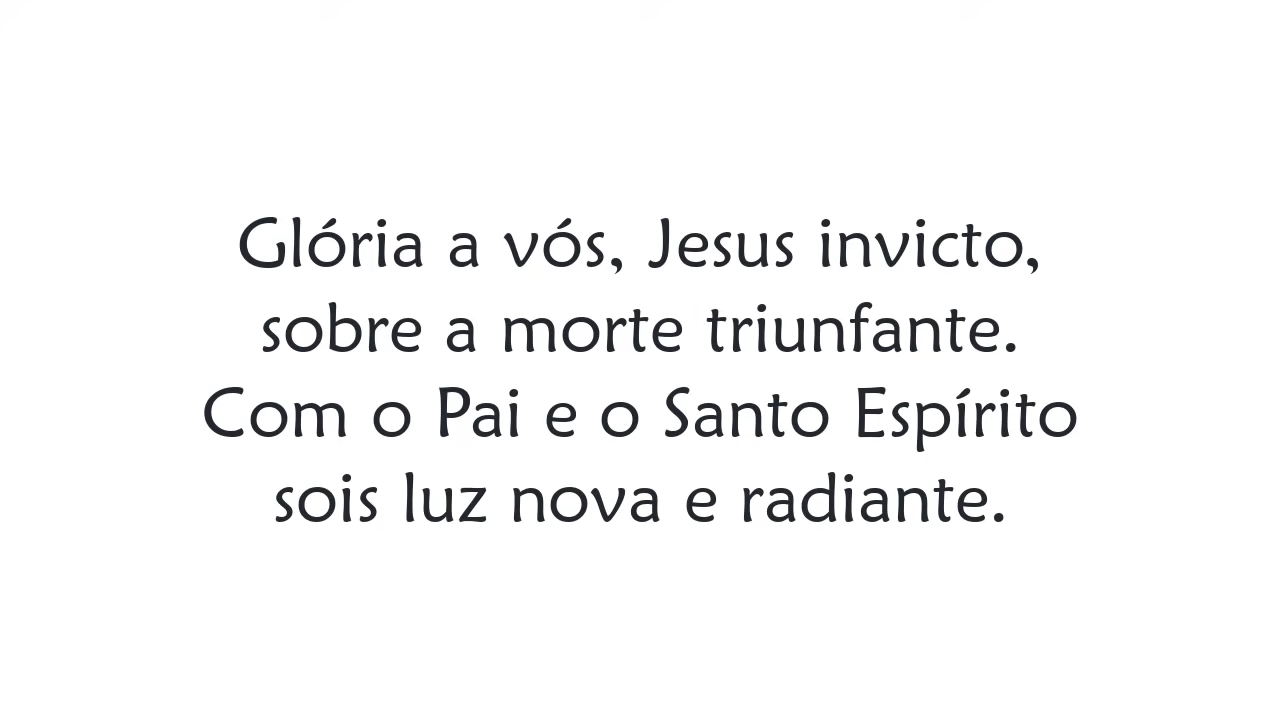 Glória a vós, Jesus invicto,
sobre a morte triunfante.
Com o Pai e o Santo Espírito
sois luz nova e radiante.